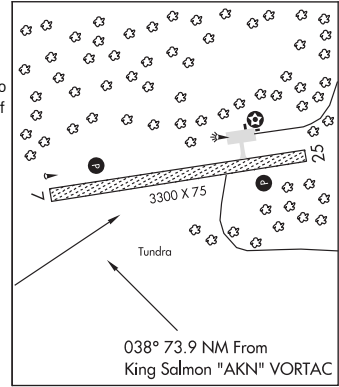 o
f
P
25
7
3300 X 75
P
Tundra
038° 73.9 NM From
King Salmon "AKN" VORTAC